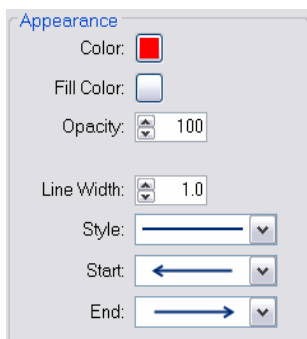 Appearance
Color:
Fill Color:
Opacity: 100
Line Width: 1.0
Style:
Start:
End: